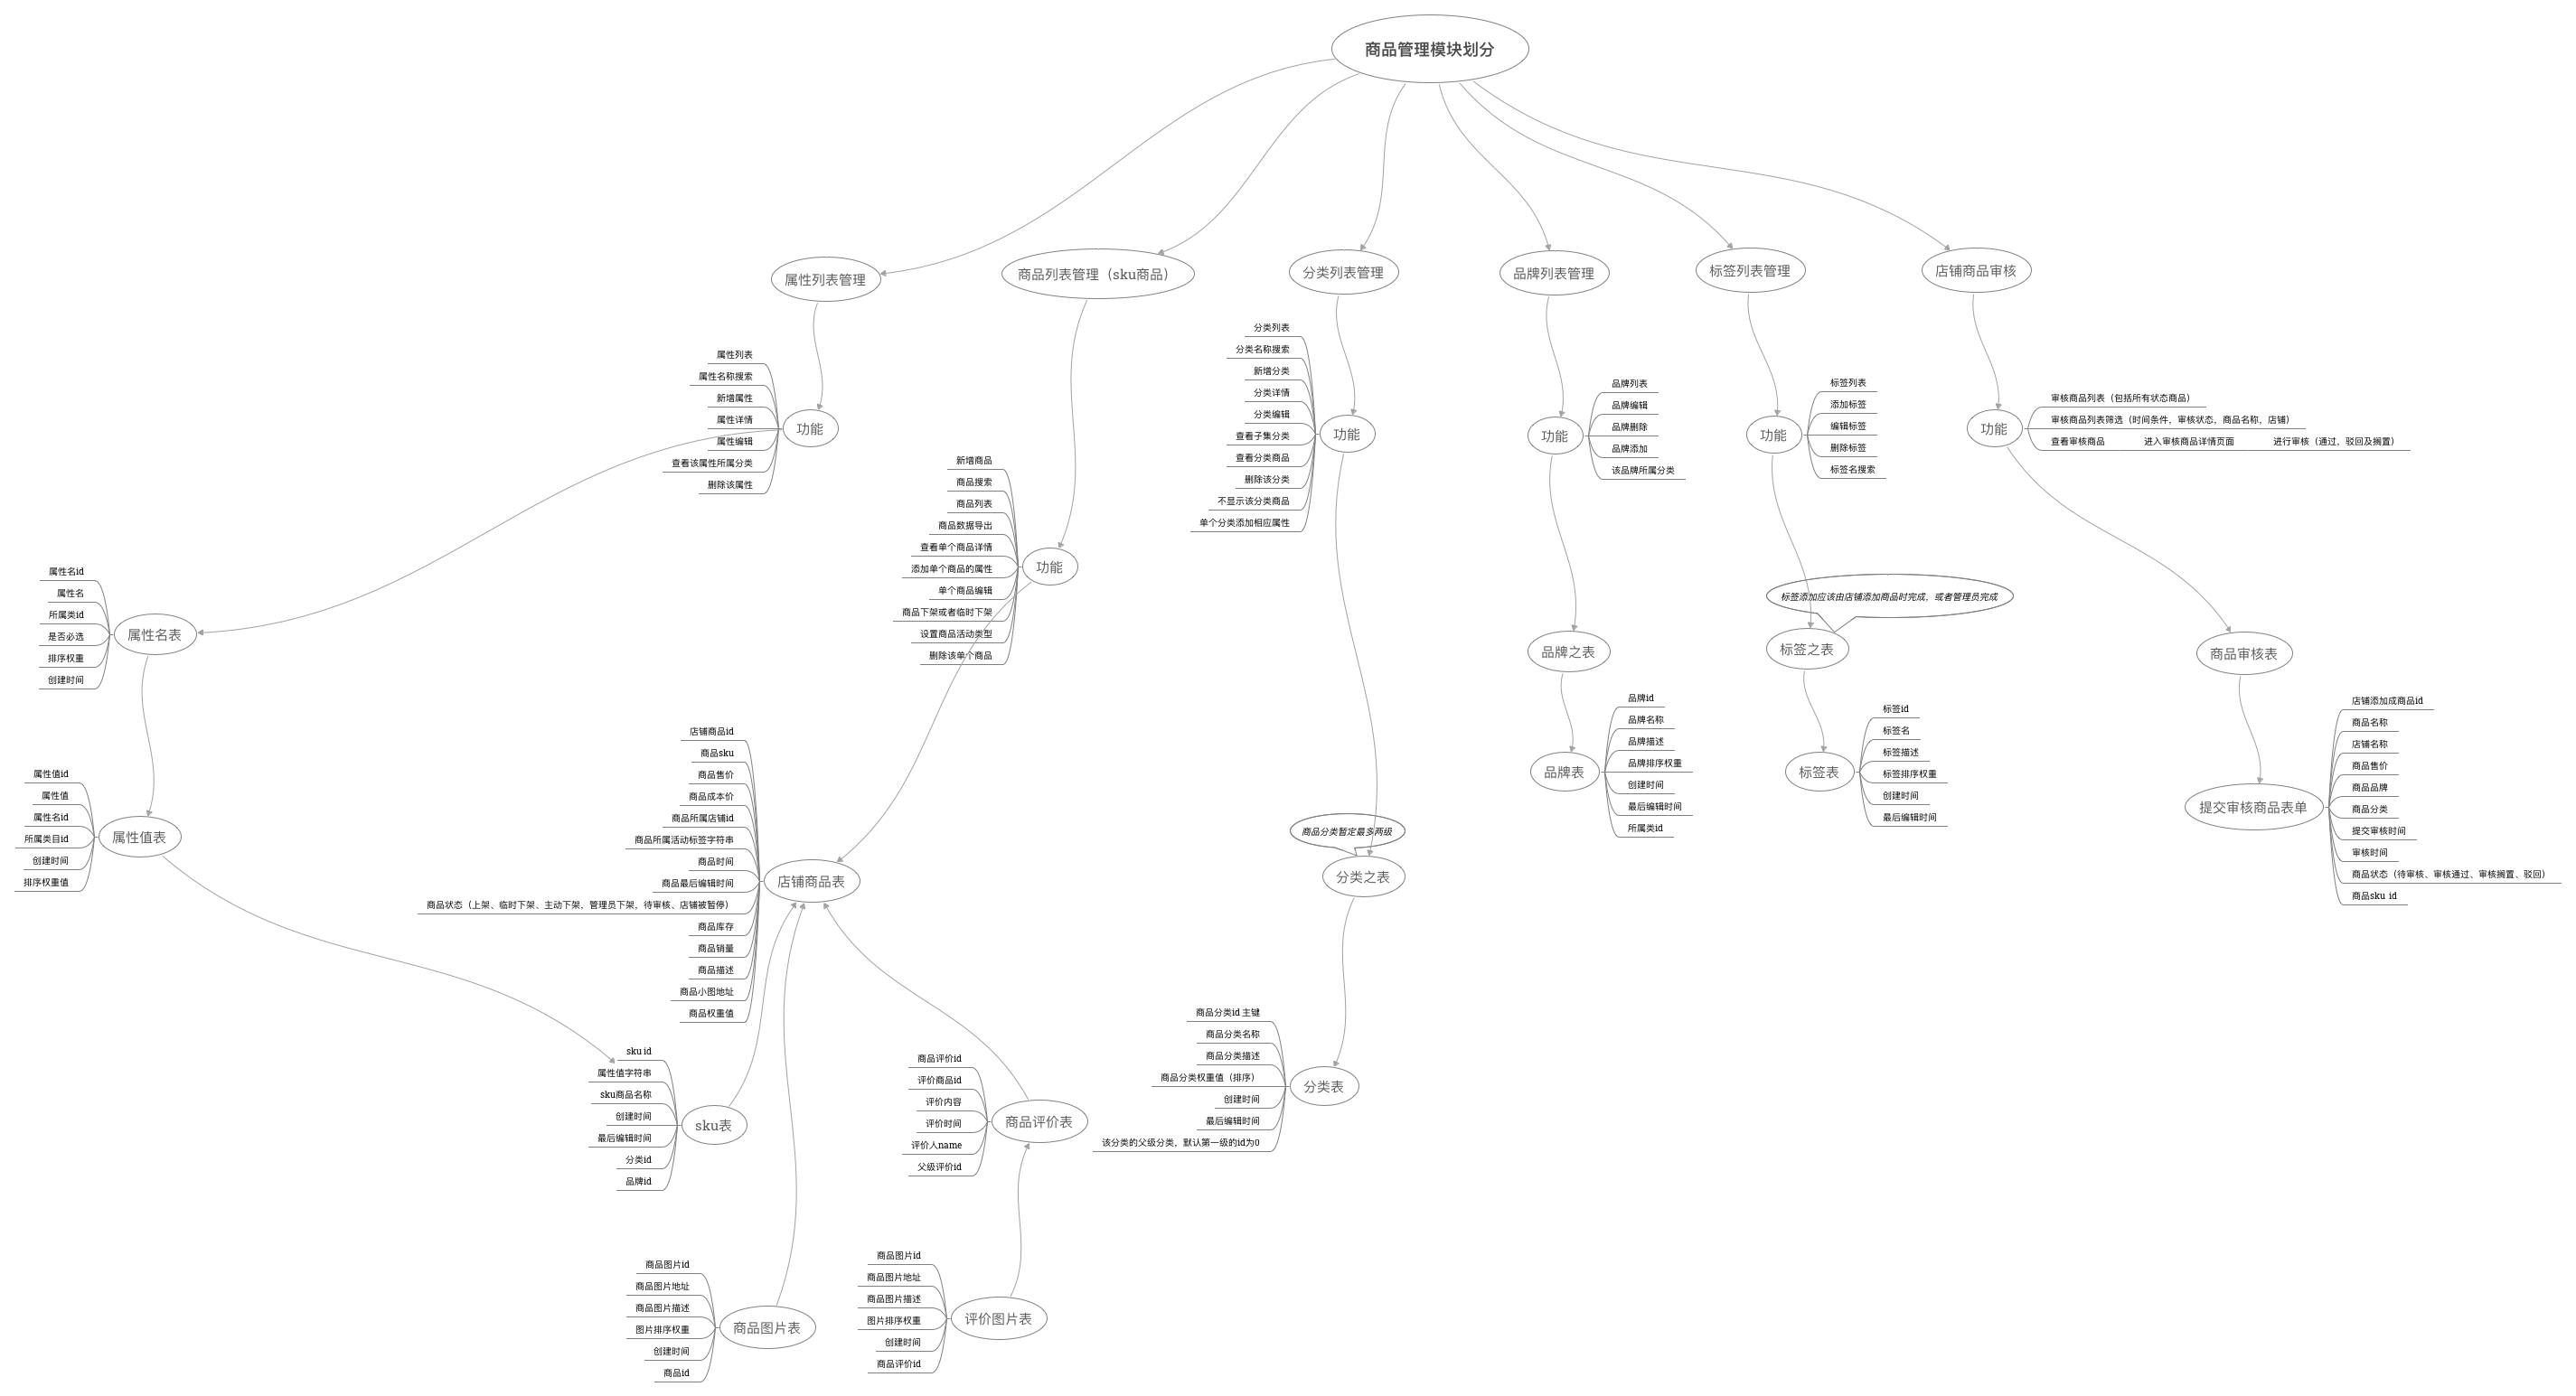 商品管理模块划分
属性列表管理
商品列表管理（sku商品）
分类列表管理
品牌列表管理
标签列表管理
店铺商品审核
属性列表
属性名称搜索
新增属性
属性详情
属性编辑
查看该属性所属分类
删除该属性
功能
新增商品
商品搜索
商品列表
商品数据导出
查看单个商品详情
添加单个商品的属性
单个商品编辑
商品下架或者临时下架
设置商品活动类型
删除该单个商品
功能
分类列表
分类名称搜索
新增分类
分类详情
分类编辑
查看子集分类
查看分类商品
删除该分类
不显示该分类商品
单个分类添加相应属性
功能
功能
品牌列表
品牌编辑
品牌删除
品牌添加
该品牌所属分类
功能
标签列表
添加标签
编辑标签
删除标签
标签名搜索
功能
审核商品列表（包括所有状态商品）
审核商品列表筛选（时间条件，审核状态，商品名称，店铺）
查看审核商品 进入审核商品详情页面 进行审核（通过，驳回及搁置）
属性名id
属性名
所属类id
是否必选
排序权重
创建时间
属性名表
属性值id
属性值
属性名id
所属类目id
创建时间
排序权重值
属性值表
店铺商品id
商品sku
商品售价
商品成本价
商品所属店铺id
商品所属活动标签字符串
商品时间
商品最后编辑时间
商品状态（上架、临时下架、主动下架，管理员下架，待审核、店铺被暂停）
商品库存
商品销量
商品描述
商品小图地址
商品权重值
店铺商品表
sku id
属性值字符串
sku商品名称
创建时间
最后编辑时间
分类id
品牌id
sku表
商品图片id
商品图片地址
商品图片描述
图片排序权重
创建时间
商品id
商品图片表
商品评价id
评价商品id
评价内容
评价时间
评价人name
父级评价id
商品评价表
商品图片id
商品图片地址
商品图片描述
图片排序权重
创建时间
商品评价id
评价图片表
商品分类暂定最多两级
分类之表
商品分类id 主键
商品分类名称
商品分类描述
商品分类权重值（排序）
创建时间
最后编辑时间
该分类的父级分类，默认第一级的id为0
分类表
品牌之表
品牌表
品牌id
品牌名称
品牌描述
品牌排序权重
创建时间
最后编辑时间
所属类id
标签添加应该由店铺添加商品时完成，或者管理员完成
标签之表
标签表
标签id
标签名
标签描述
标签排序权重
创建时间
最后编辑时间
商品审核表
提交审核商品表单
店铺添加成商品id
商品名称
店铺名称
商品售价
商品品牌
商品分类
提交审核时间
审核时间
商品状态（待审核、审核通过、审核搁置、驳回）
商品sku id